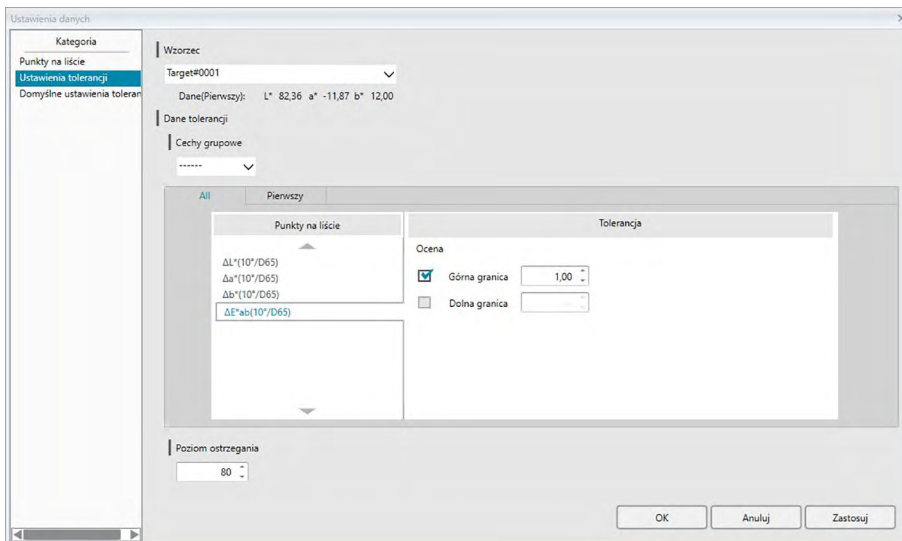 Ustawienia danych
Kategoria
Punkty na liście
Ustawienia tolerancji
Domyślne ustawienia toleran
Wzorzec
Target#0001
Dane(Pierwszy): L* 82,36 a* -11,87 b* 12,00
Dane tolerancji
Cechy grupowe
------
All Pierwszy
Punkty na liście
ΔL*(10°/D65)
Δa*(10°/D65)
Δb*(10°/D65)
ΔE*ab(10°/D65)
Tolerancja
Ocena
Górna granica 1,00
Dolna granica
Poziom ostrzegania
80
OK Anuluj Zastosuj